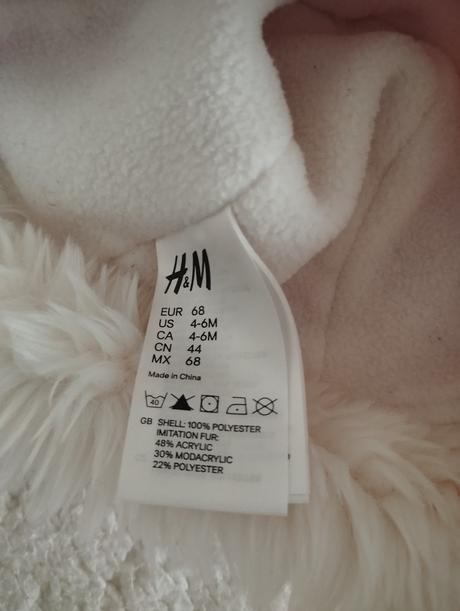 H&M
EUR 68
US 4-6M
CA 4-6M
CN 44
MX 68
Made in China
40
GB SHELL: 100% POLYESTER
IMITATION FUR:
48% ACRYLIC
30% MODACRYLIC
22% POLYESTER